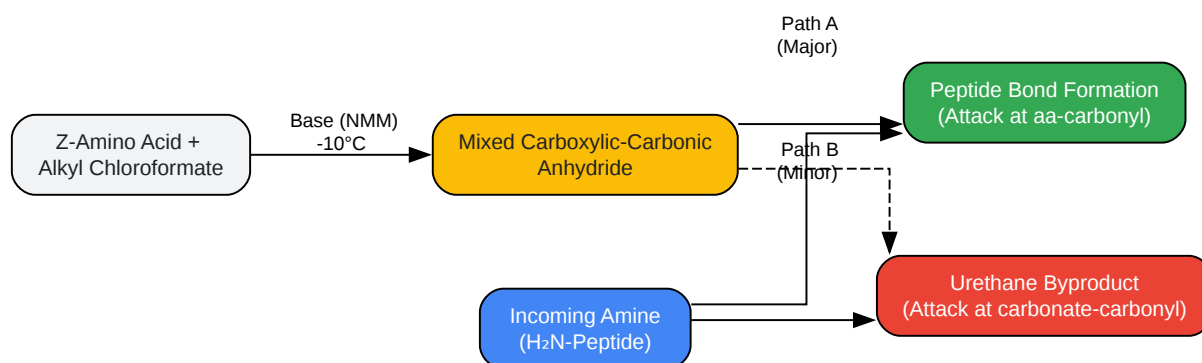 Z-Amino Acid +
Alkyl Chloroformate
Base (NMM)
-10°C
Mixed Carboxylic-Carbonic
Anhydride
Path A
(Major)
Path B
(Minor)
Peptide Bond Formation
(Attack at aa-carbonyl)
Incoming Amine
(H₂N-Peptide)
Urethane Byproduct
(Attack at carbonate-carbonyl)